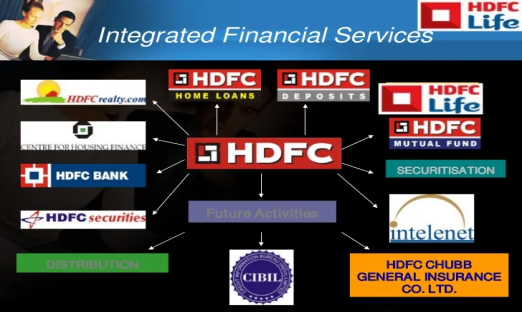 HDFC
Life
Integrated Financial Services
HDFCrealty.com
HDFC
HOME LOANS
HDFC
DEPOSITS
HDFC
Life
CENTRE FOR HOUSING FINANCE
HDFC
HDFC
MUTUAL FUND
HDFC BANK
SECURITISATION
HDFC securities
Future Activities
intelenet
DISTRIBUTION
CIBIL
HDFC CHUBB
GENERAL INSURANCE
CO. LTD.